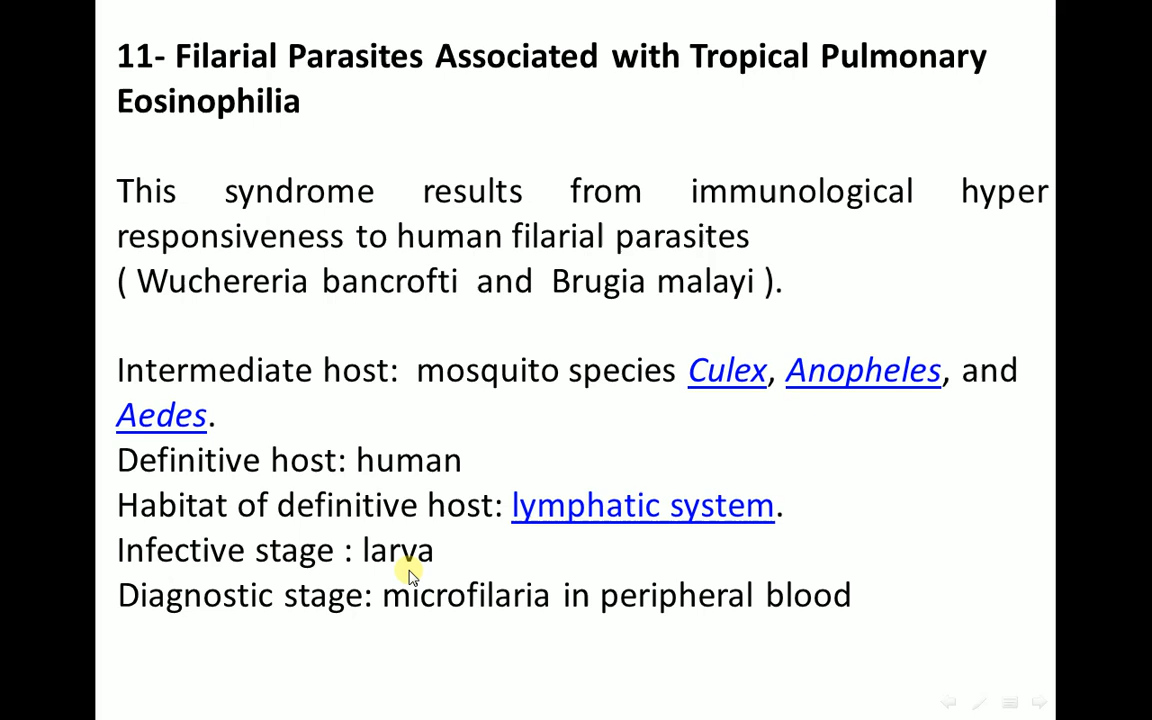 11- Filarial Parasites Associated with Tropical Pulmonary
Eosinophilia
This syndrome results from immunological hyper
responsiveness to human filarial parasites
( Wuchereria bancrofti and Brugia malayi ).
Intermediate host: mosquito species Culex, Anopheles, and
Aedes.
Definitive host: human
Habitat of definitive host: lymphatic system.
Infective stage : larva
Diagnostic stage: microfilaria in peripheral blood